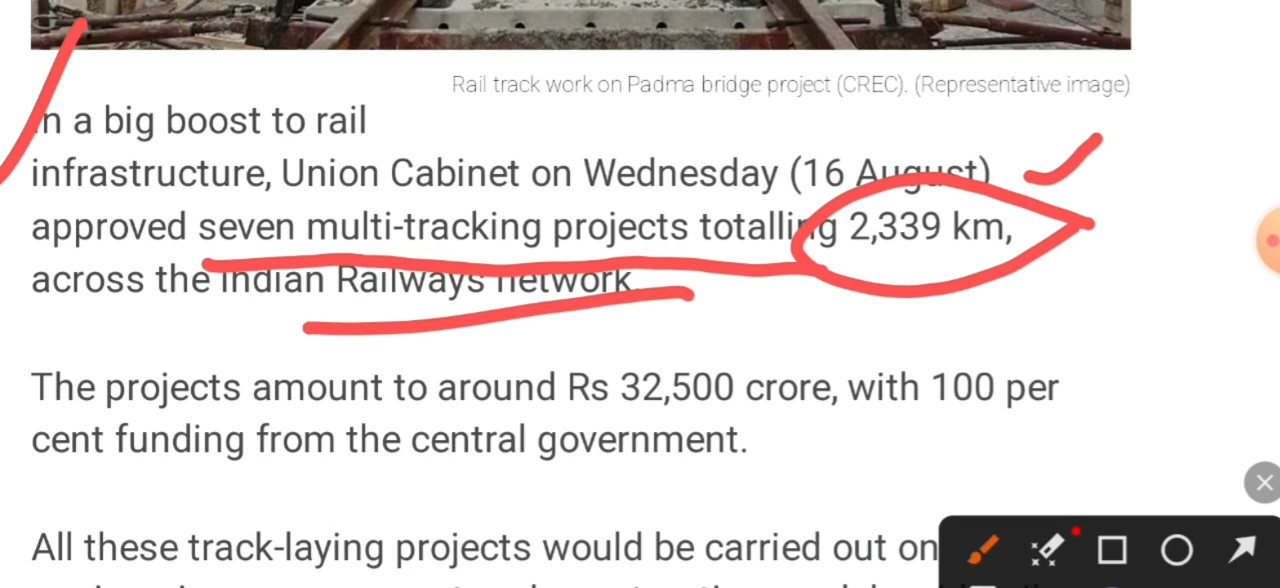 Rail track work on Padma bridge project (CREC). (Representative image)
In a big boost to rail
infrastructure, Union Cabinet on Wednesday (16 August)
approved seven multi-tracking projects totalling 2,339 km,
across the Indian Railways network.
The projects amount to around Rs 32,500 crore, with 100 per
cent funding from the central government.
All these track-laying projects would be carried out on